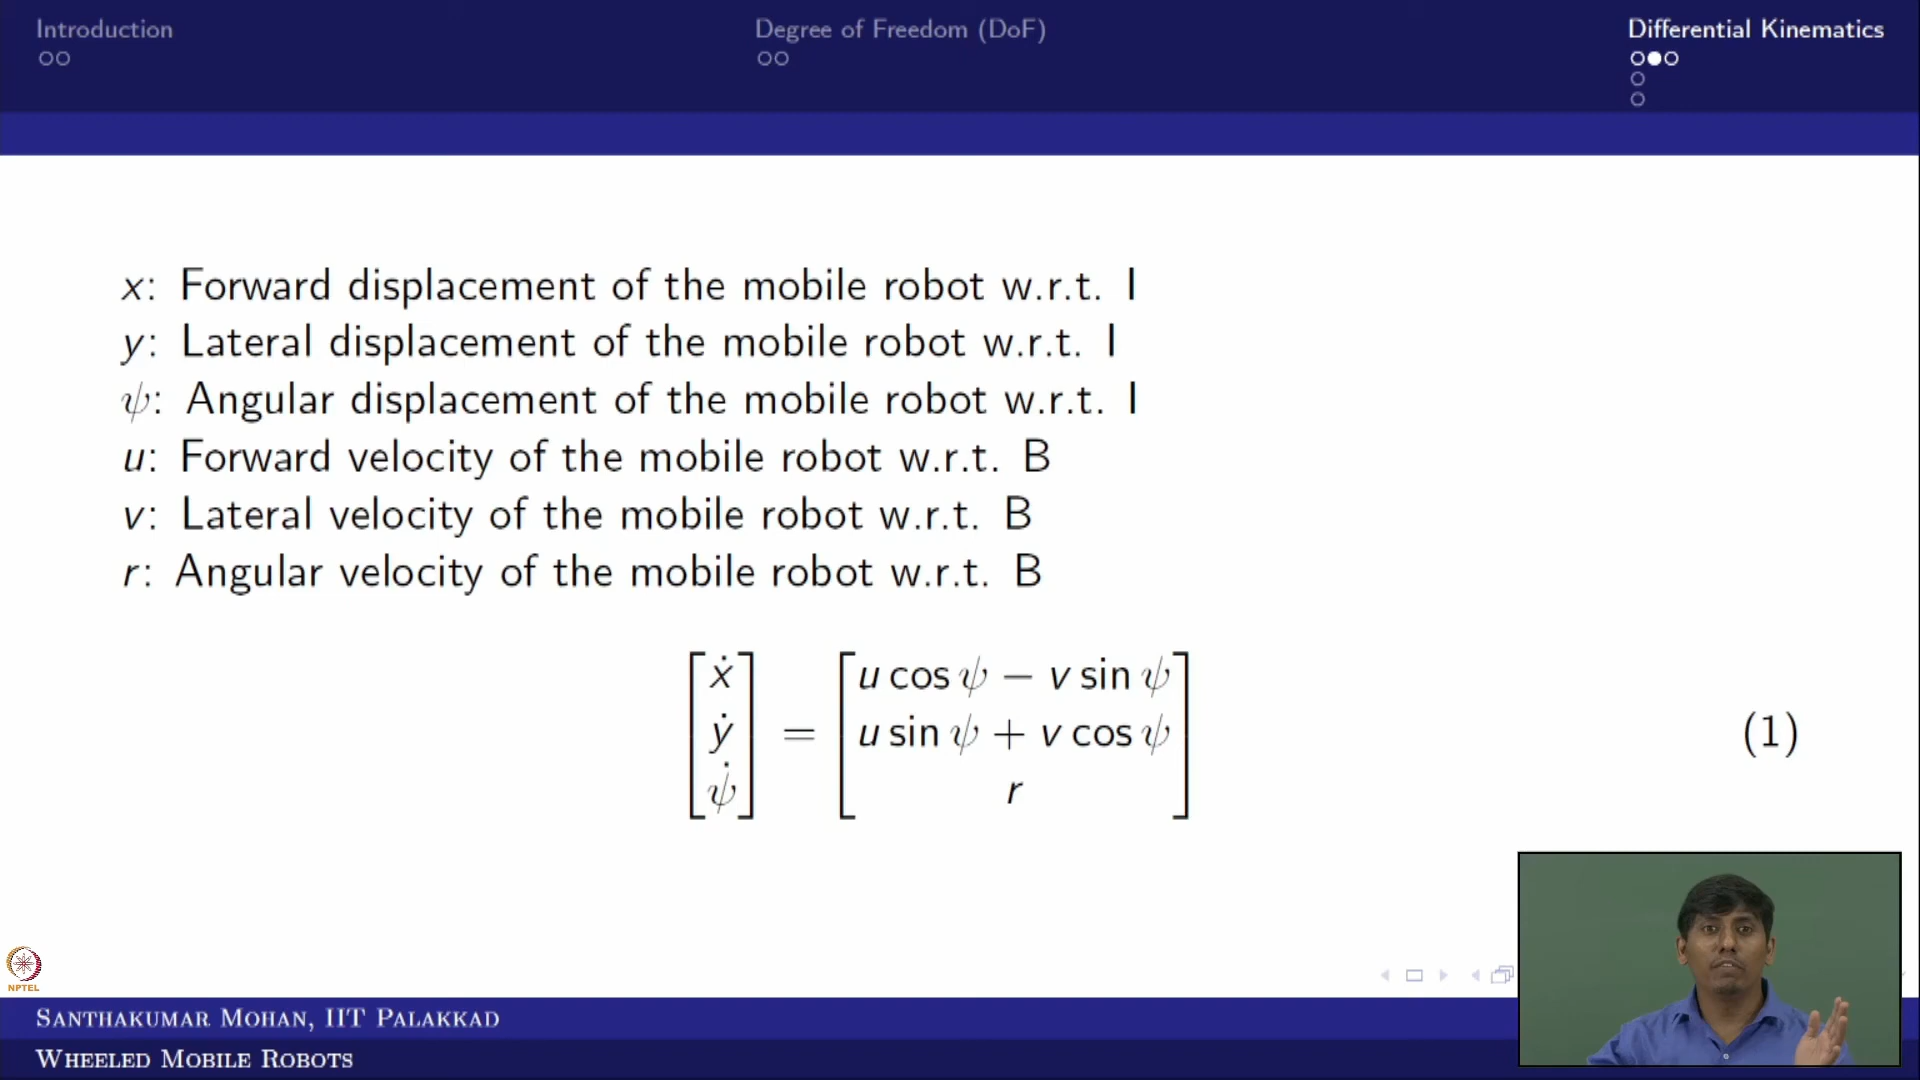 Introduction
Degree of Freedom (DoF)
Differential Kinematics
x: Forward displacement of the mobile robot w.r.t. I
y: Lateral displacement of the mobile robot w.r.t. I
ψ: Angular displacement of the mobile robot w.r.t. I
u: Forward velocity of the mobile robot w.r.t. B
v: Lateral velocity of the mobile robot w.r.t. B
r: Angular velocity of the mobile robot w.r.t. B
[ẋ ẏ ψ̇] = [u cos ψ − v sin ψ
u sin ψ + v cos ψ
r] (1)
NPTEL
Santhakumar Mohan, IIT Palakkad
Wheeled Mobile Robots